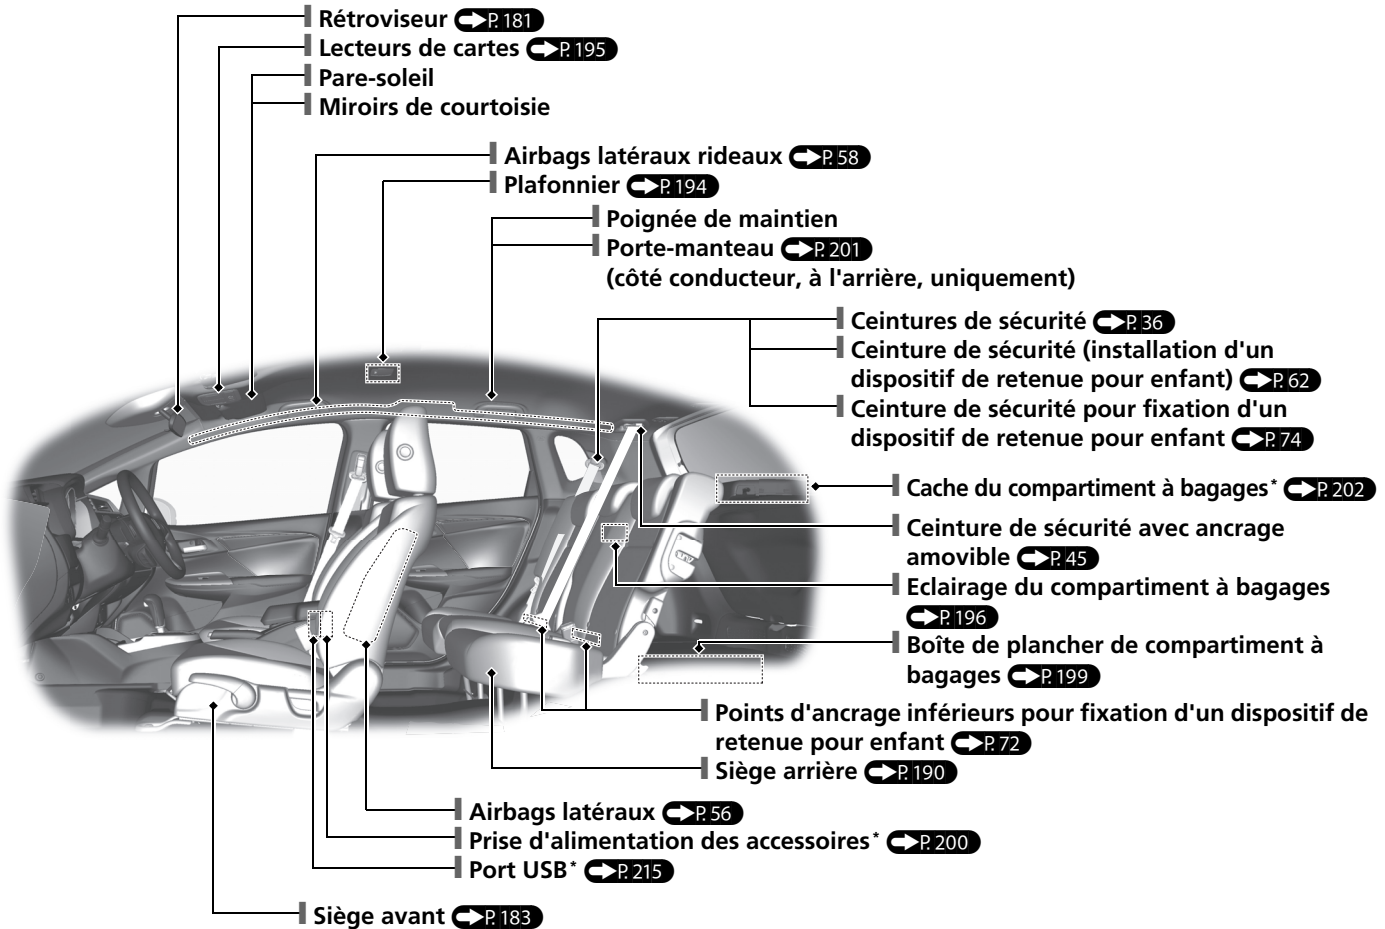 Rétroviseur P. 181
Lecteurs de cartes P. 195
Pare-soleil
Miroirs de courtoisie
Airbags latéraux rideaux P. 58
Plafonnier P. 194
Poignée de maintien
Porte-manteau P. 201
(côté conducteur, à l'arrière, uniquement)
Ceintures de sécurité P. 36
Ceinture de sécurité (installation d'un
dispositif de retenue pour enfant) P. 62
Ceinture de sécurité pour fixation d'un
dispositif de retenue pour enfant P. 74
Cache du compartiment à bagages* P. 202
Ceinture de sécurité avec ancrage
amovible P. 45
Eclairage du compartiment à bagages
P. 196
Boîte de plancher de compartiment à
bagages P. 199
Points d'ancrage inférieurs pour fixation d'un dispositif de
retenue pour enfant P. 72
Siège arrière P. 190
Airbags latéraux P. 56
Prise d'alimentation des accessoires* P. 200
Port USB* P. 215
Siège avant P. 183